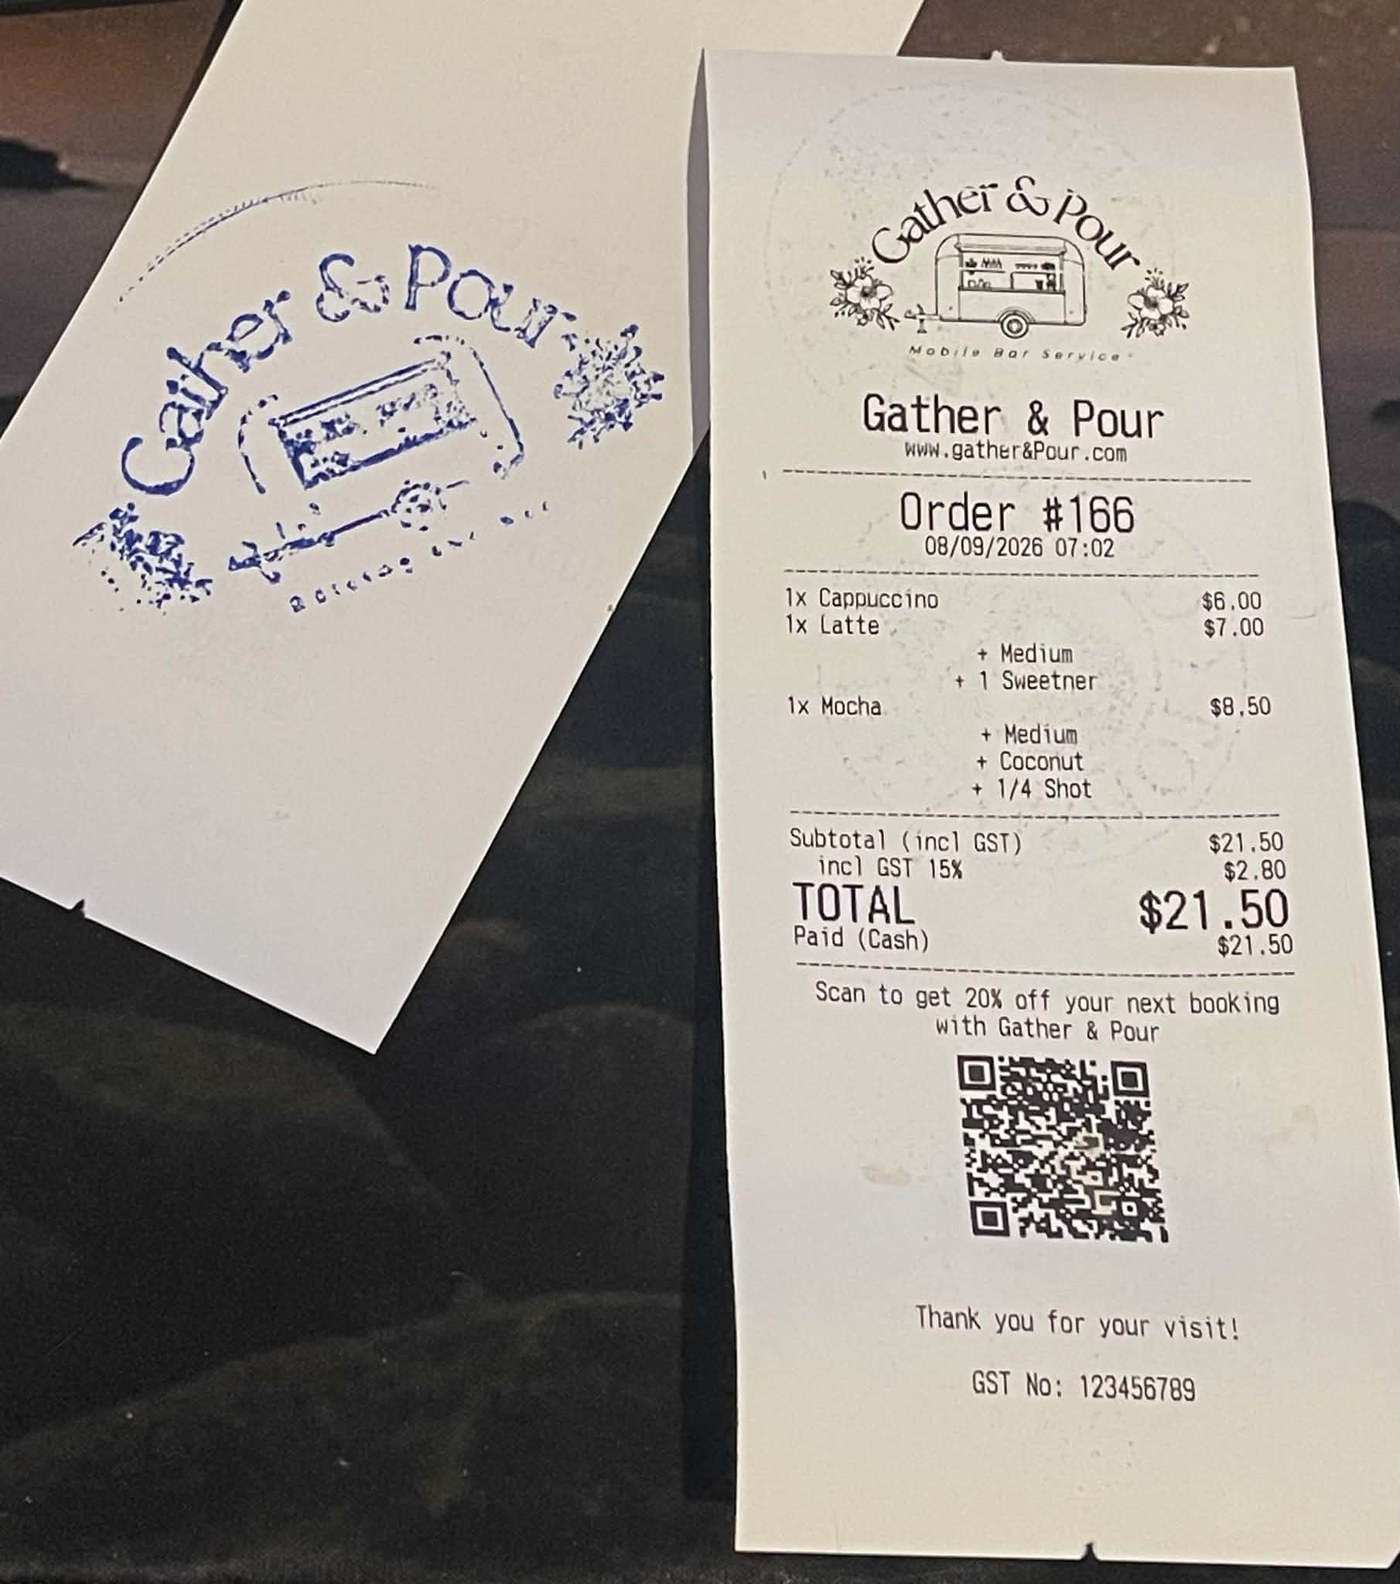 Gather & Pour
Gather & Pour
Mobile Bar Service
Gather & Pour
www.gather&Pour.com
Order #166
08/09/2026 07:02
1x Cappuccino $6.00
1x Latte $7.00
+ Medium
+ 1 Sweetner
1x Mocha $8.50
+ Medium
+ Coconut
+ 1/4 Shot
Subtotal (incl GST) $21.50
incl GST 15% $2.80
TOTAL $21.50
Paid (Cash) $21.50
Scan to get 20% off your next booking
with Gather & Pour
Thank you for your visit!
GST No: 123456789